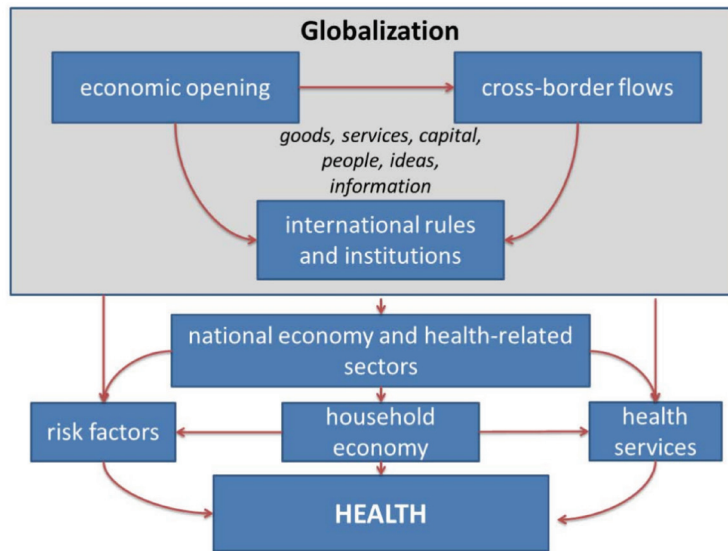 Globalization
economic opening
cross-border flows
goods, services, capital,
people, ideas,
information
international rules
and institutions
national economy and health-related
sectors
risk factors
household
economy
health
services
HEALTH